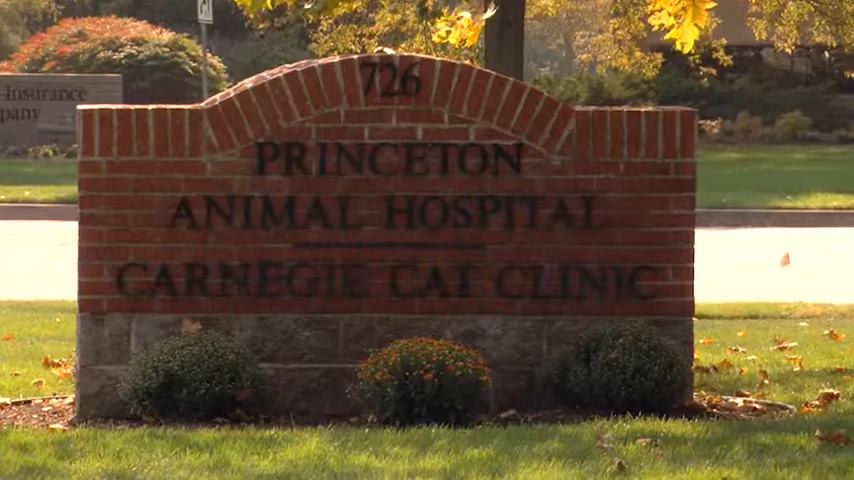 726
PRINCETON
ANIMAL HOSPITAL
CARNEGIE CAT CLINIC
Insurance
pany